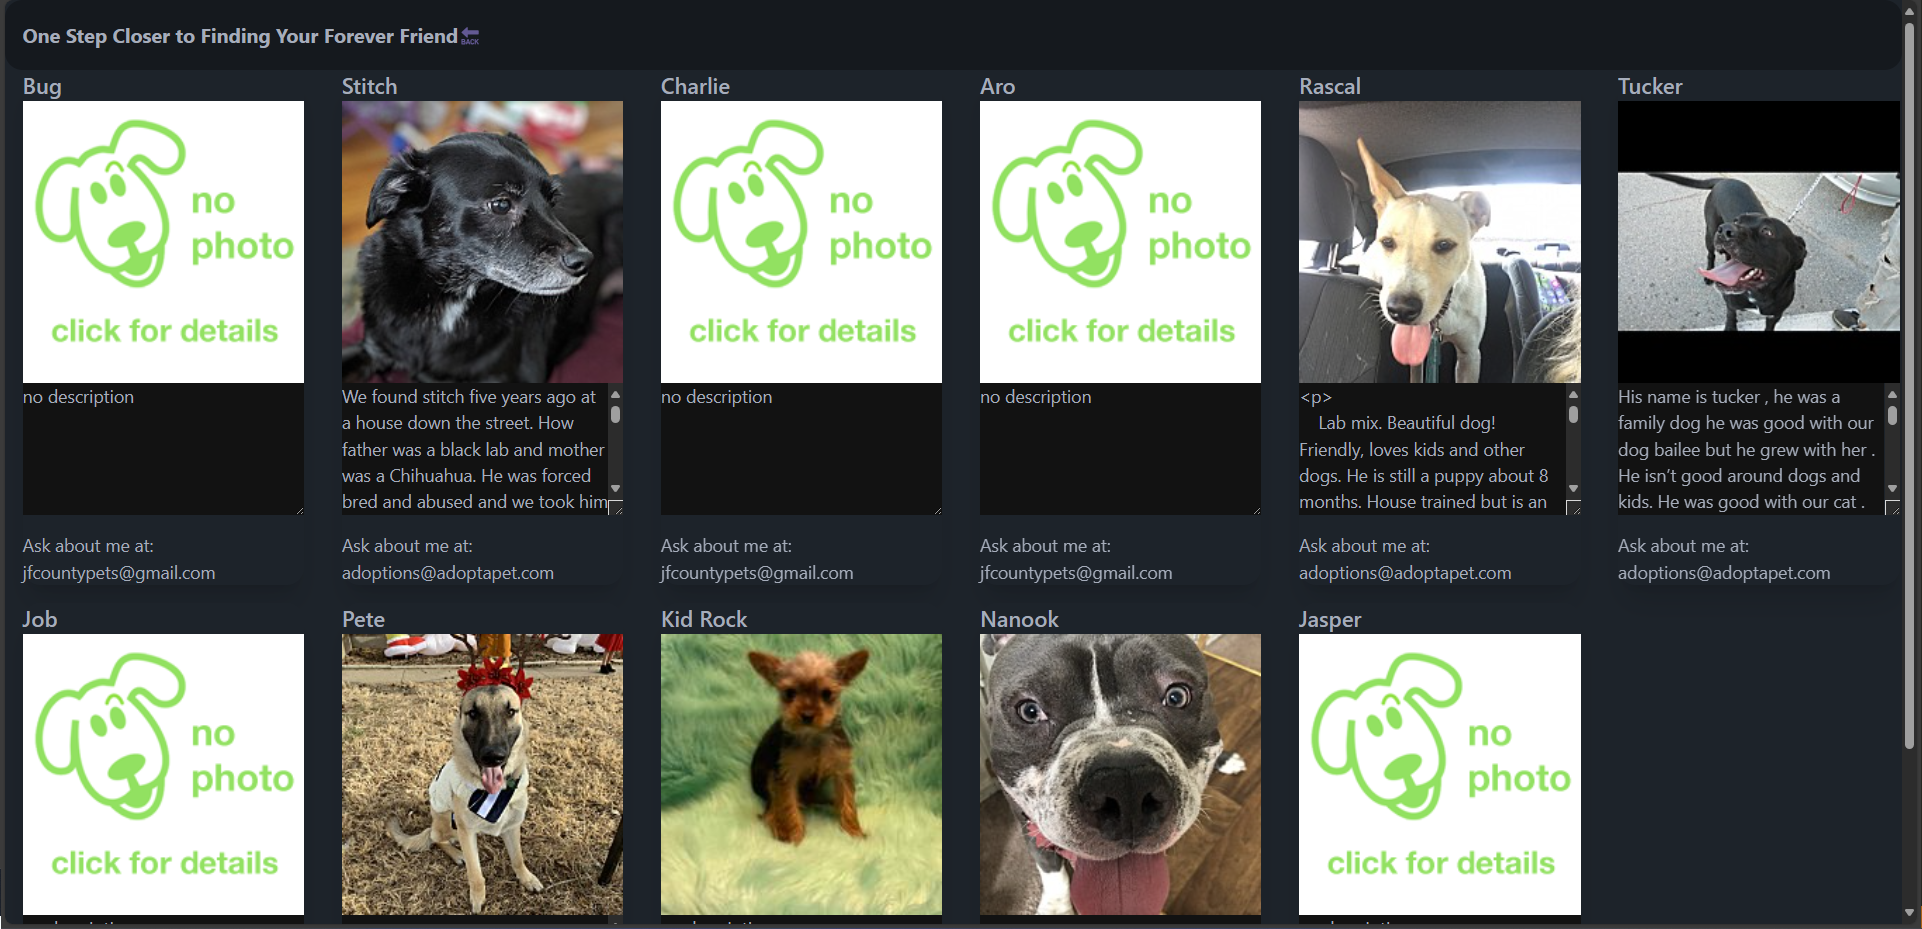 One Step Closer to Finding Your Forever Friend BACK
Bug
no
photo
click for details
no description
Ask about me at:
jfcountypets@gmail.com
Stitch
We found stitch five years ago at
a house down the street. How
father was a black lab and mother
was a Chihuahua. He was forced
bred and abused and we took him
Ask about me at:
adoptions@adoptapet.com
Charlie
no
photo
click for details
no description
Ask about me at:
jfcountypets@gmail.com
Aro
no
photo
click for details
no description
Ask about me at:
jfcountypets@gmail.com
Rascal
<p>
Lab mix. Beautiful dog!
Friendly, loves kids and other
dogs. He is still a puppy about 8
months. House trained but is an
Ask about me at:
adoptions@adoptapet.com
Tucker
His name is tucker , he was a
family dog he was good with our
dog bailee but he grew with her .
He isn’t good around dogs and
kids. He was good with our cat .
Ask about me at:
adoptions@adoptapet.com
Job
no
photo
click for details
Pete
Kid Rock
Nanook
Jasper
no
photo
click for details